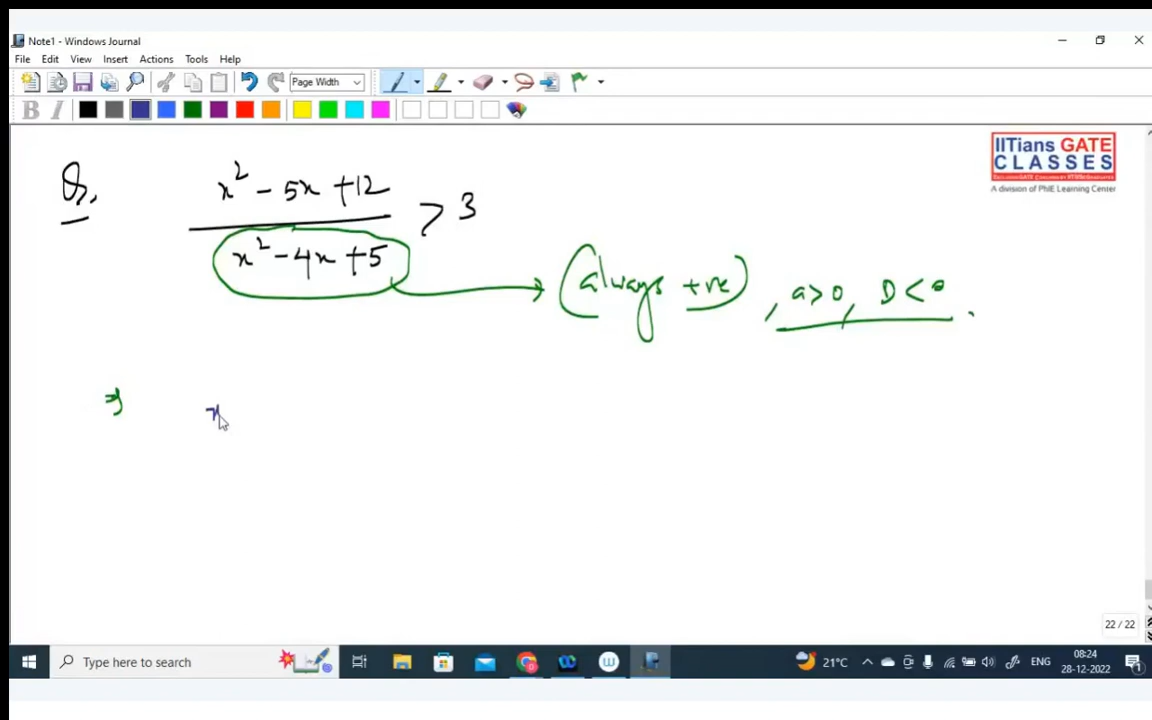 Note1 - Windows Journal
File Edit View Insert Actions Tools Help
Page Width
B I
IITians GATE
CLASSES
A division of PhIE Learning Center
Q.
x² - 5x + 12
> 3
x² - 4x + 5
(always +ve), a>0, D<0.
⇒ x
22 / 22
Type here to search
21°C
ENG
08:24
28-12-2022
1